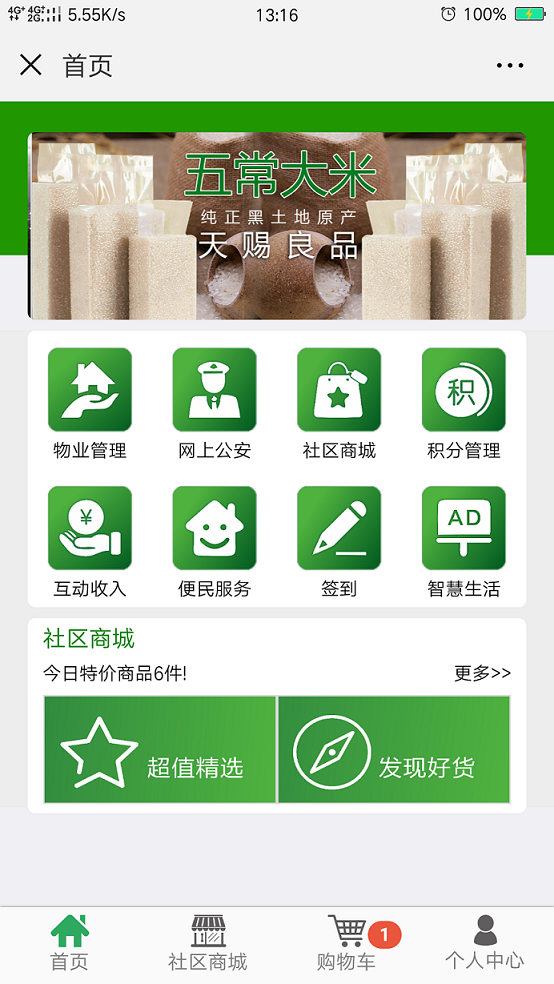 4G+ 4G+ 2G 5.55K/s 13:16 100%
首页
五常大米
纯正黑土地原产
天赐良品
积
物业管理 网上公安 社区商城 积分管理
¥ AD
互动收入 便民服务 签到 智慧生活
社区商城
今日特价商品6件! 更多>>
超值精选 发现好货
1
首页 社区商城 购物车 个人中心